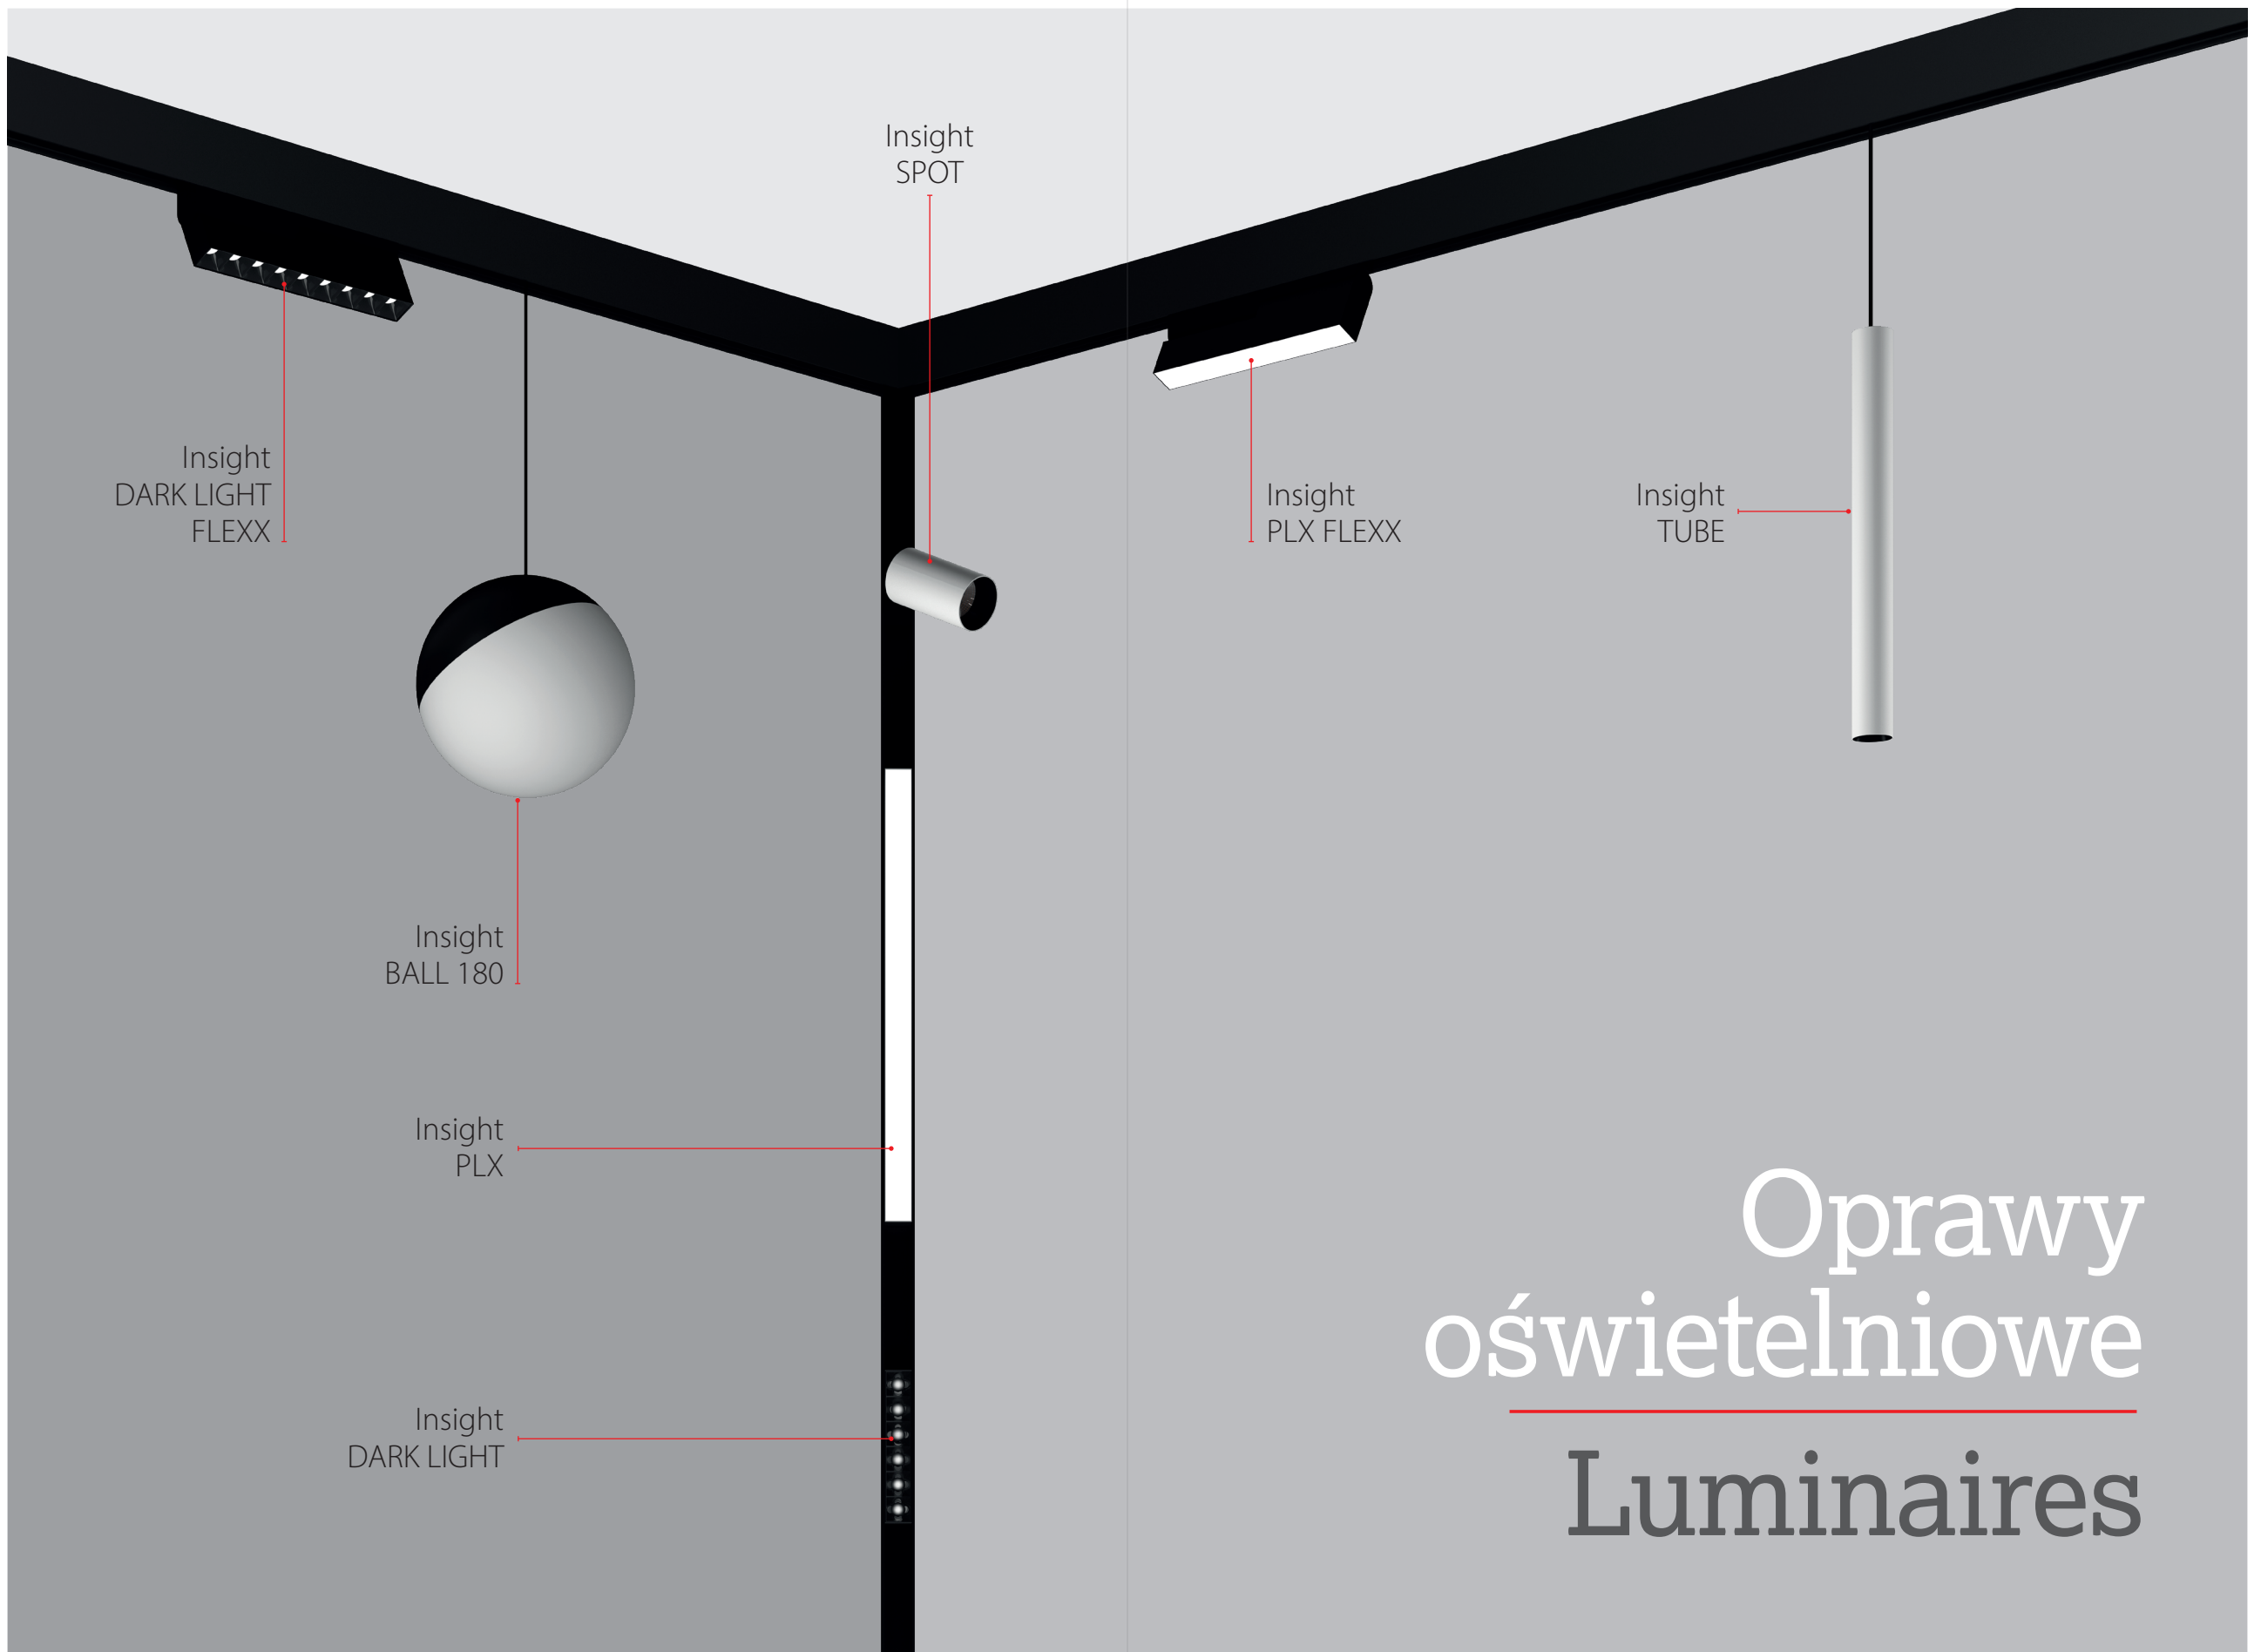 Insight
SPOT
Insight
DARK LIGHT
FLEXX
Insight
PLX FLEXX
Insight
TUBE
Insight
BALL 180
Insight
PLX
Insight
DARK LIGHT
Oprawy
oświetelniowe
Luminaires